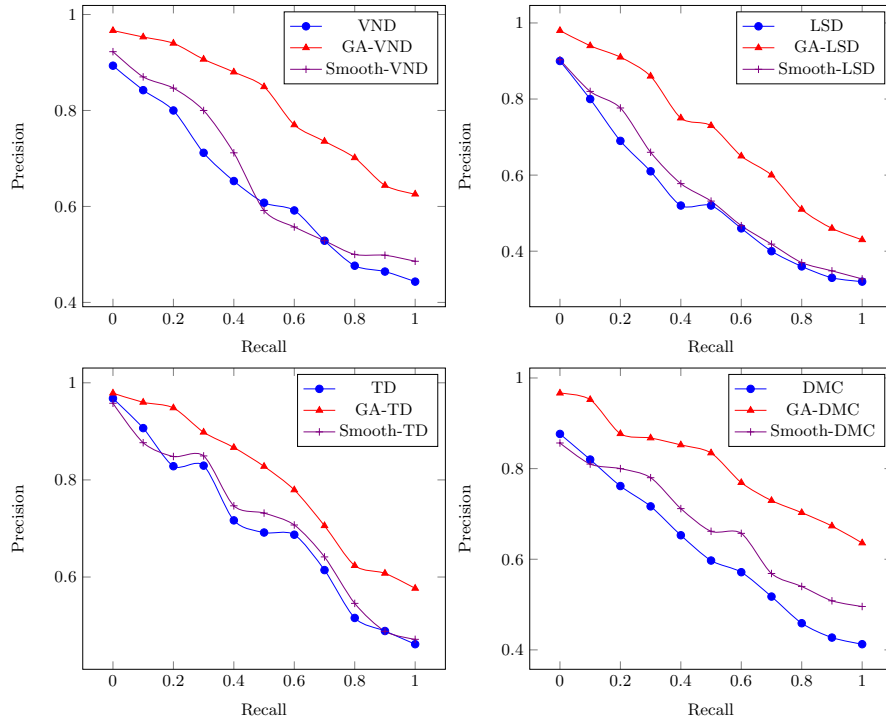 1
0.8
0.6
0.4
Precision
0 0.2 0.4 0.6 0.8 1
Recall
VND
GA-VND
Smooth-VND
1
0.8
0.6
0.4
Precision
0 0.2 0.4 0.6 0.8 1
Recall
LSD
GA-LSD
Smooth-LSD
1
0.8
0.6
Precision
0 0.2 0.4 0.6 0.8 1
Recall
TD
GA-TD
Smooth-TD
1
0.8
0.6
0.4
Precision
0 0.2 0.4 0.6 0.8 1
Recall
DMC
GA-DMC
Smooth-DMC